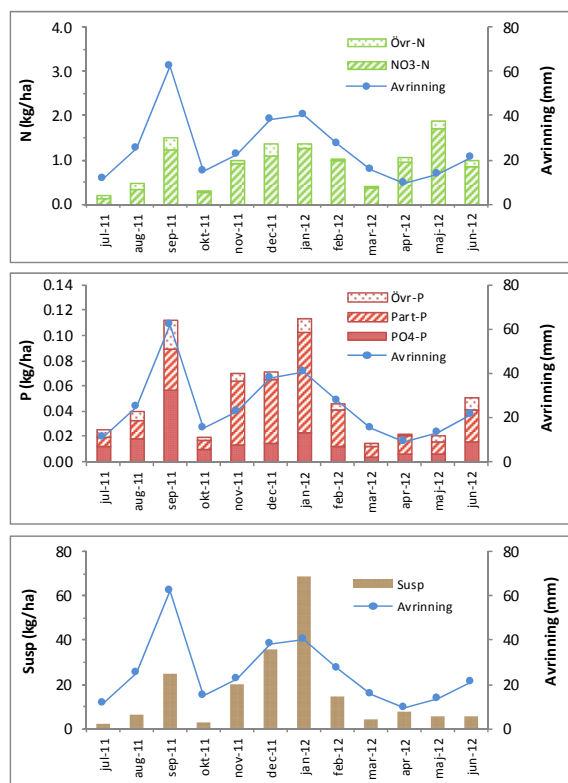 4.0
3.0
2.0
1.0
0.0
N (kg/ha)
Övr-N
NO3-N
Avrinning
80
60
40
20
0
Avrinning (mm)
jul-11
aug-11
sep-11
okt-11
nov-11
dec-11
jan-12
feb-12
mar-12
apr-12
maj-12
jun-12
0.14
0.12
0.10
0.08
0.06
0.04
0.02
0.00
P (kg/ha)
Övr-P
Part-P
PO4-P
Avrinning
80
60
40
20
0
Avrinning (mm)
jul-11
aug-11
sep-11
okt-11
nov-11
dec-11
jan-12
feb-12
mar-12
apr-12
maj-12
jun-12
80
60
40
20
0
Susp (kg/ha)
Susp
Avrinning
80
60
40
20
0
Avrinning (mm)
jul-11
aug-11
sep-11
okt-11
nov-11
dec-11
jan-12
feb-12
mar-12
apr-12
maj-12
jun-12